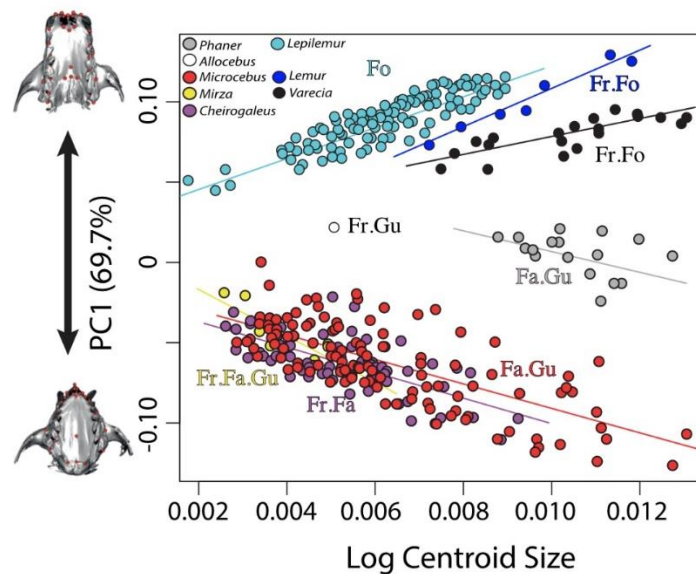 Phaner
Allocebus
Microcebus
Mirza
Cheirogaleus
Lepilemur
Lemur
Varecia
Fo
Fr.Fo
Fr.Fo
Fr.Gu
Fa.Gu
Fr.Fa.Gu
Fr.Fa
Fa.Gu
PC1 (69.7%)
0.10
0
-0.10
0.002 0.004 0.006 0.008 0.010 0.012
Log Centroid Size